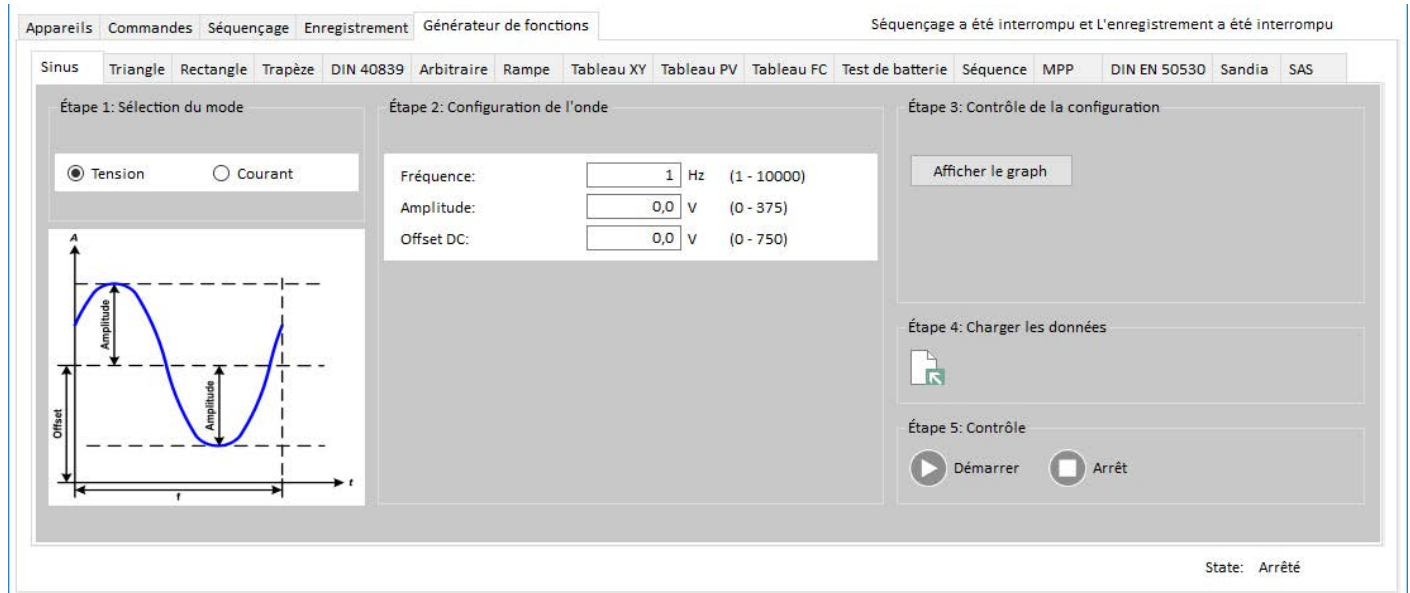 Appareils Commandes Séquençage Enregistrement Générateur de fonctions Séquençage a été interrompu et L'enregistrement a été interrompu
Sinus Triangle Rectangle Trapèze DIN 40839 Arbitraire Rampe Tableau XY Tableau PV Tableau FC Test de batterie Séquence MPP DIN EN 50530 Sandia SAS
Étape 1: Sélection du mode
Tension Courant
A
Amplitude
Amplitude
Offset
t
f
Étape 2: Configuration de l'onde
Fréquence: 1 Hz (1 - 10000)
Amplitude: 0,0 V (0 - 375)
Offset DC: 0,0 V (0 - 750)
Étape 3: Contrôle de la configuration
Afficher le graph
Étape 4: Charger les données
Étape 5: Contrôle
Démarrer Arrêt
State: Arrêté